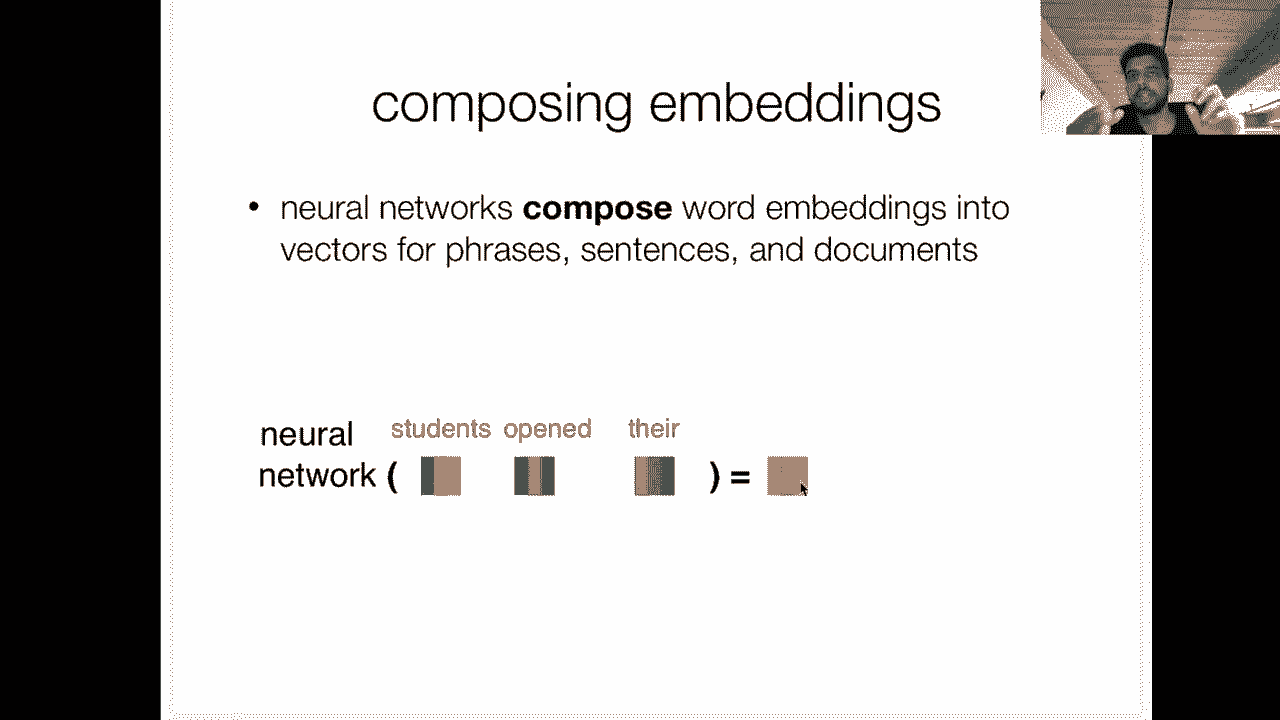 composing embeddings
• neural networks compose word embeddings into
vectors for phrases, sentences, and documents
neural students opened their
network ( ) =